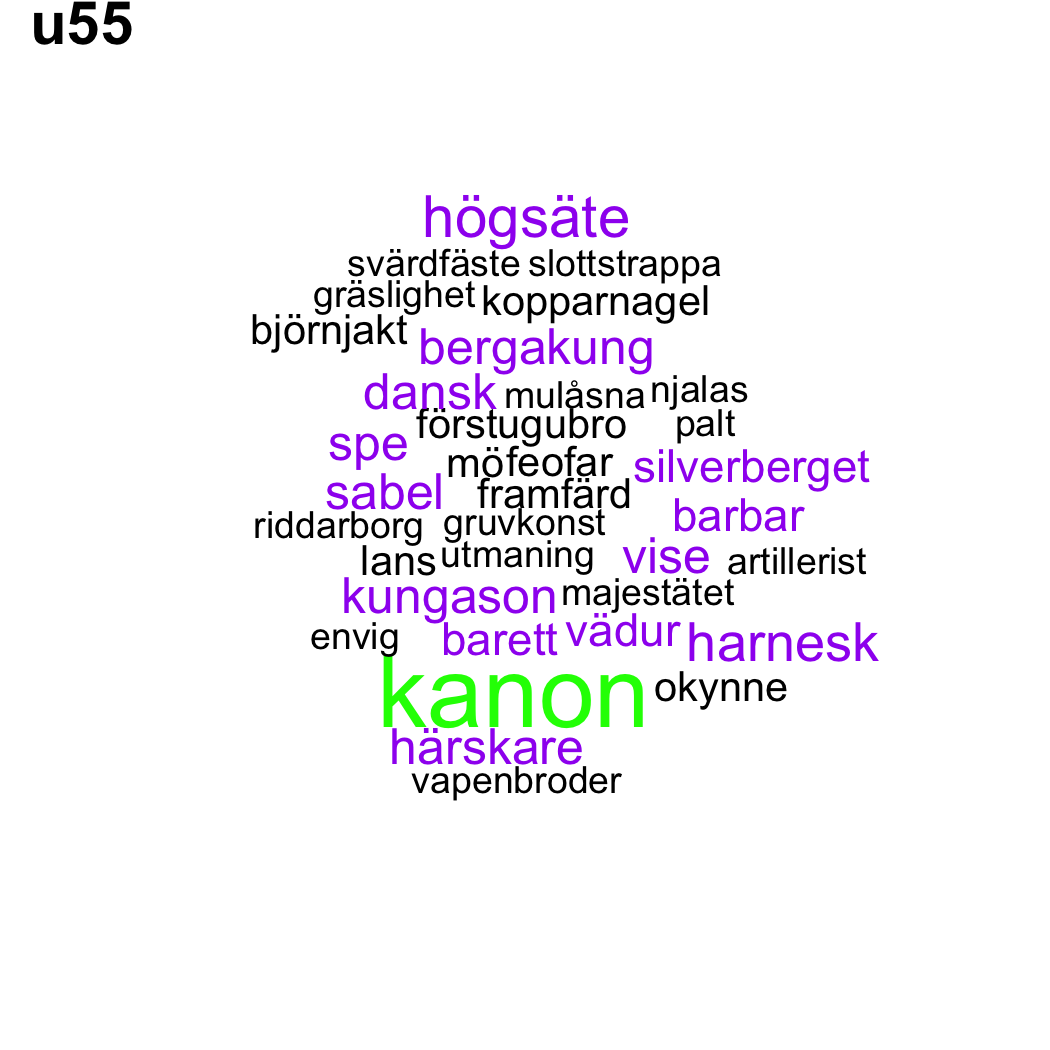 u55
högsäte
svärdfäste slottstrappa
gräslighet kopparnagel
björnjakt bergakung
dansk mulåsna njalas
förstugubro palt
spe möfeofar silverberget
sabel framfärd
riddarborg gruvkonst barbar
lans utmaning vise artillerist
kungason majestätet
envig barett vädur harnesk
kanon okynne
härskare
vapenbroder